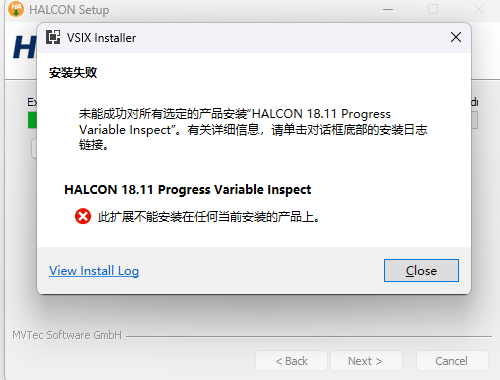 HALCON Setup
VSIX Installer
安装失败
未能成功对所有选定的产品安装“HALCON 18.11 Progress
Variable Inspect”。有关详细信息，请单击对话框底部的安装日志
链接。
HALCON 18.11 Progress Variable Inspect
此扩展不能安装在任何当前安装的产品上。
View Install Log
Close
MVTec Software GmbH
< Back
Next >
Cancel